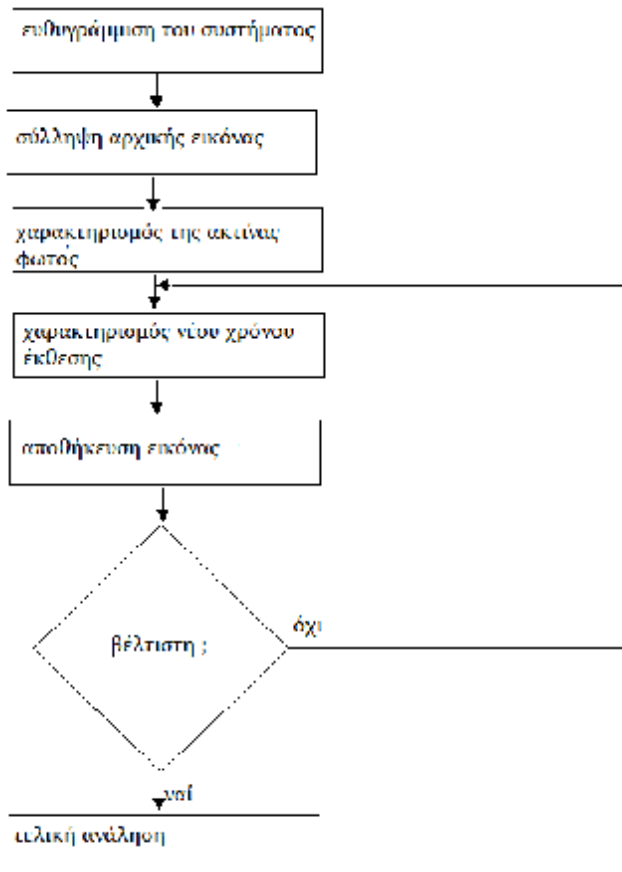 ευθυγράμμιση του συστήματος
σύλληψη αρχικής εικόνας
χαρακτηρισμός της ακτίνας
φωτός
χαρακτηρισμός νέου χρόνου
έκθεσης
αποθήκευση εικόνας
όχι
βέλτιστη ;
ναί
τελική ανάληση